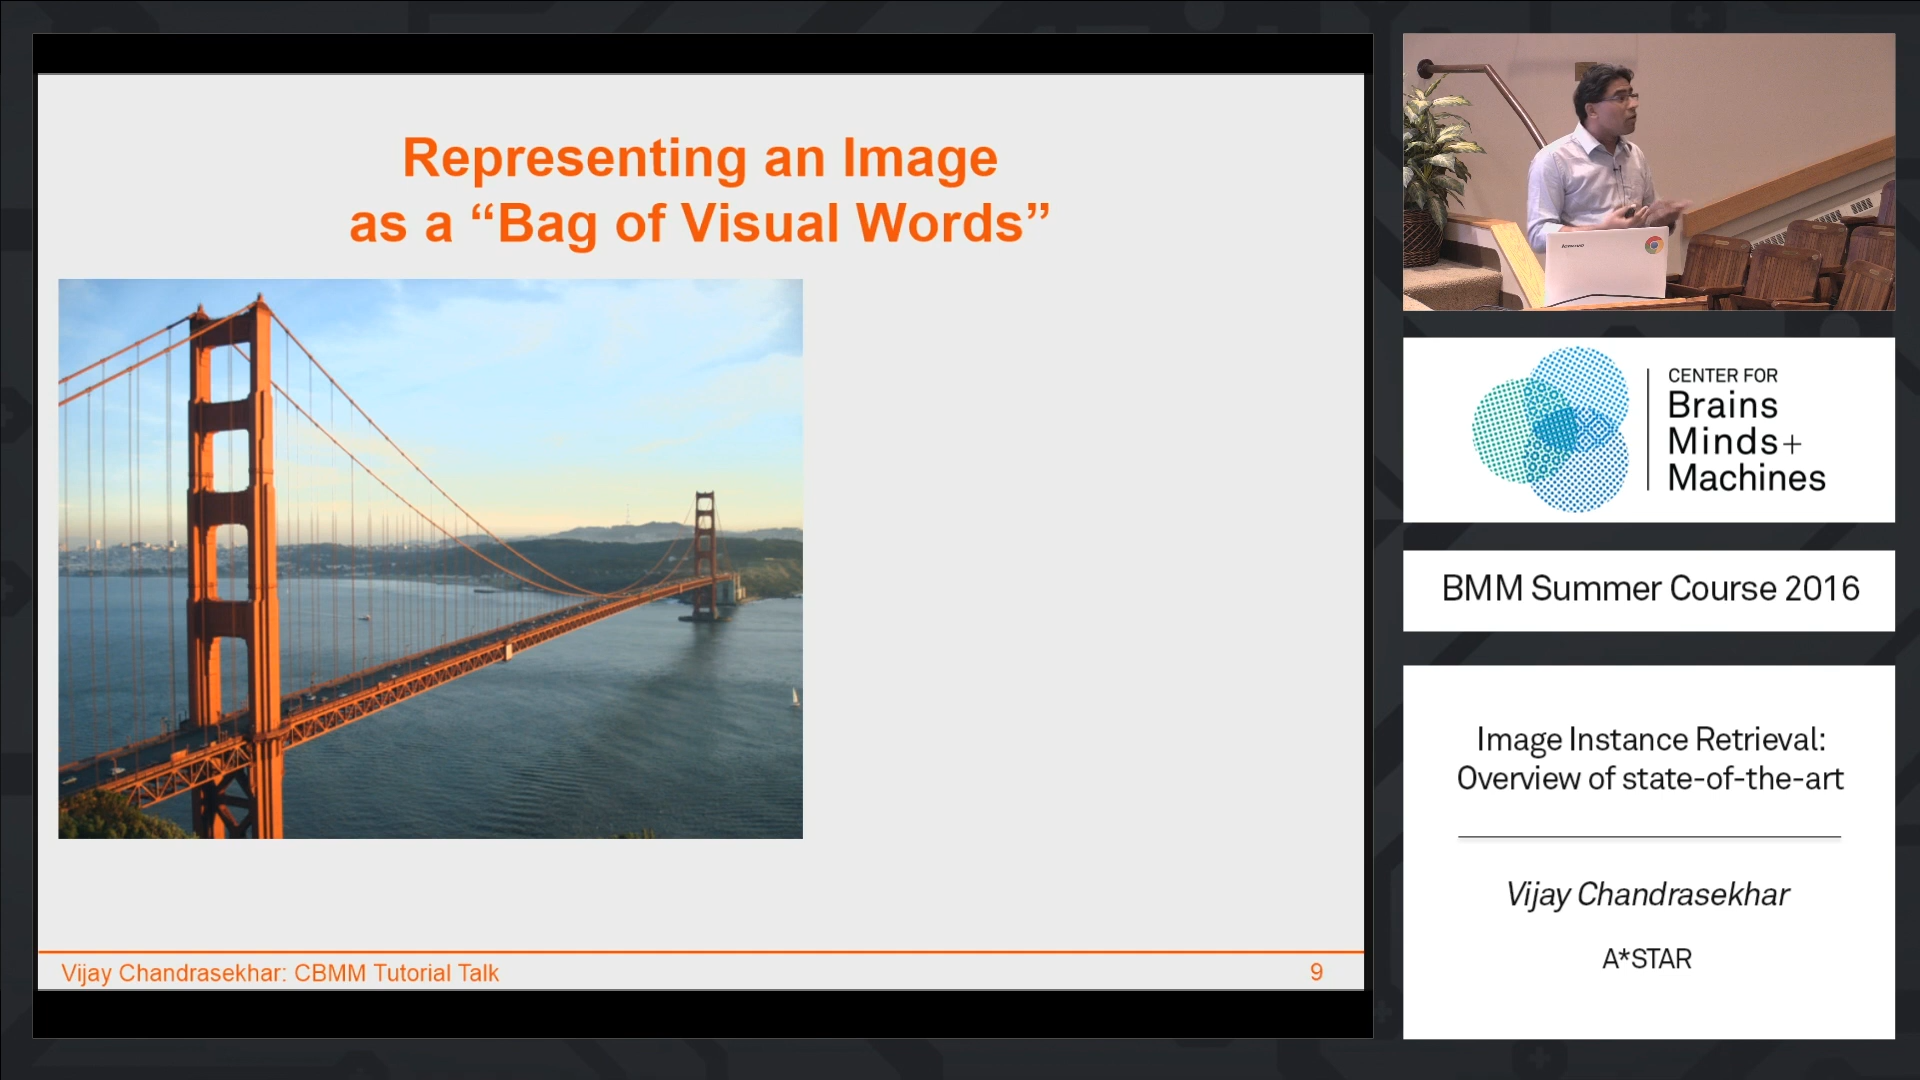 Representing an Image
as a “Bag of Visual Words”
Vijay Chandrasekhar: CBMM Tutorial Talk
9
lenovo
CENTER FOR
Brains
Minds+
Machines
BMM Summer Course 2016
Image Instance Retrieval:
Overview of state-of-the-art
Vijay Chandrasekhar
A*STAR